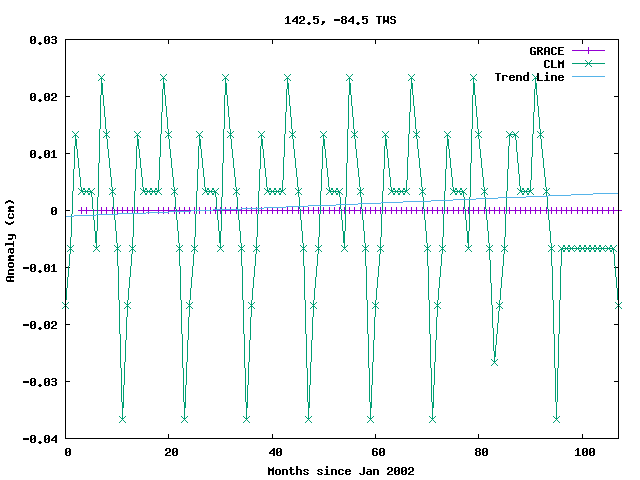 142.5, -84.5 TWS
GRACE
CLM
Trend Line
Anomaly (cm)
0.03
0.02
0.01
0
-0.01
-0.02
-0.03
-0.04
0 20 40 60 80 100
Months since Jan 2002